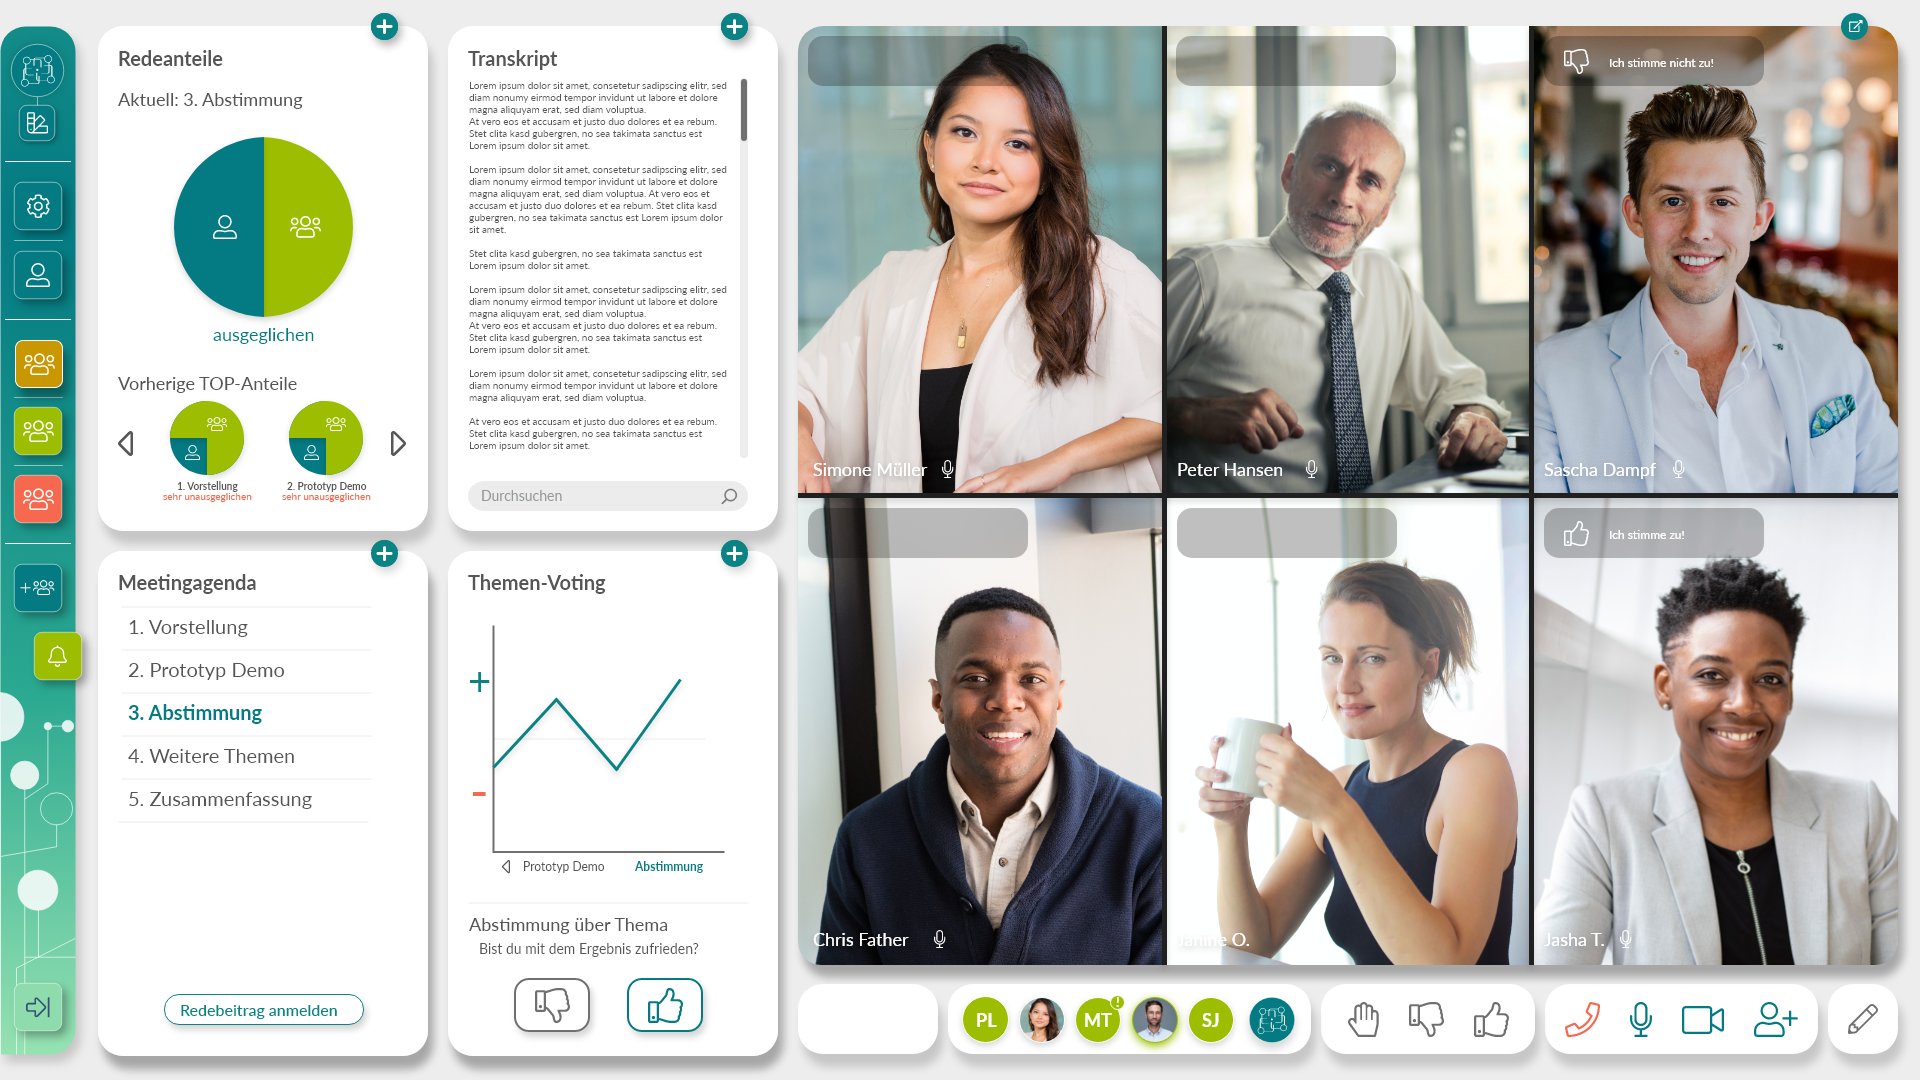 Redeanteile
Aktuell: 3. Abstimmung
ausgeglichen
Vorherige TOP-Anteile
1. Vorstellung
sehr unausgeglichen
2. Prototyp Demo
sehr unausgeglichen
Transkript
Lorem ipsum dolor sit amet, consetetur sadipscing elitr, sed
diam nonumy eirmod tempor invidunt ut labore et dolore
magna aliquyam erat, sed diam voluptua.
At vero eos et accusam et justo duo dolores et ea rebum.
Stet clita kasd gubergren, no sea takimata sanctus est
Lorem ipsum dolor sit amet.
Lorem ipsum dolor sit amet, consetetur sadipscing elitr, sed
diam nonumy eirmod tempor invidunt ut labore et dolore
magna aliquyam erat, sed diam voluptua. At vero eos et
accusam et justo duo dolores et ea rebum. Stet clita kasd
gubergren, no sea takimata sanctus est Lorem ipsum dolor
sit amet.
Stet clita kasd gubergren, no sea takimata sanctus est
Lorem ipsum dolor sit amet.
Lorem ipsum dolor sit amet, consetetur sadipscing elitr, sed
diam nonumy eirmod tempor invidunt ut labore et dolore
magna aliquyam erat, sed diam voluptua.
At vero eos et accusam et justo duo dolores et ea rebum.
Stet clita kasd gubergren, no sea takimata sanctus est
Lorem ipsum dolor sit amet.
Lorem ipsum dolor sit amet, consetetur sadipscing elitr, sed
diam nonumy eirmod tempor invidunt ut labore et dolore
magna aliquyam erat, sed diam voluptua.
At vero eos et accusam et justo duo dolores et ea rebum.
Stet clita kasd gubergren, no sea takimata sanctus est
Lorem ipsum dolor sit amet.
Durchsuchen
Meetingagenda
1. Vorstellung
2. Prototyp Demo
3. Abstimmung
4. Weitere Themen
5. Zusammenfassung
Redebeitrag anmelden
Themen-Voting
+
-
Prototyp Demo
Abstimmung
Abstimmung über Thema
Bist du mit dem Ergebnis zufrieden?
Ich stimme nicht zu!
Simone Müller
Peter Hansen
Sascha Dampf
Ich stimme zu!
Chris Father
Janine O.
Jasha T.
PL
MT
!
SJ